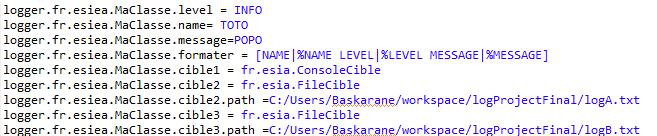 logger.fr.esiea.MaClasse.level = INFO
logger.fr.esiea.MaClasse.name= TOTO
logger.fr.esiea.MaClasse.message=POPO
logger.fr.esiea.MaClasse.formater = [NAME|%NAME LEVEL|%LEVEL MESSAGE|%MESSAGE]
logger.fr.esiea.MaClasse.cible1 = fr.esia.ConsoleCible
logger.fr.esiea.MaClasse.cible2 = fr.esia.FileCible
logger.fr.esiea.MaClasse.cible2.path =C:/Users/Baskarane/workspace/logProjectFinal/logA.txt
logger.fr.esiea.MaClasse.cible3 = fr.esia.FileCible
logger.fr.esiea.MaClasse.cible3.path =C:/Users/Baskarane/workspace/logProjectFinal/logB.txt